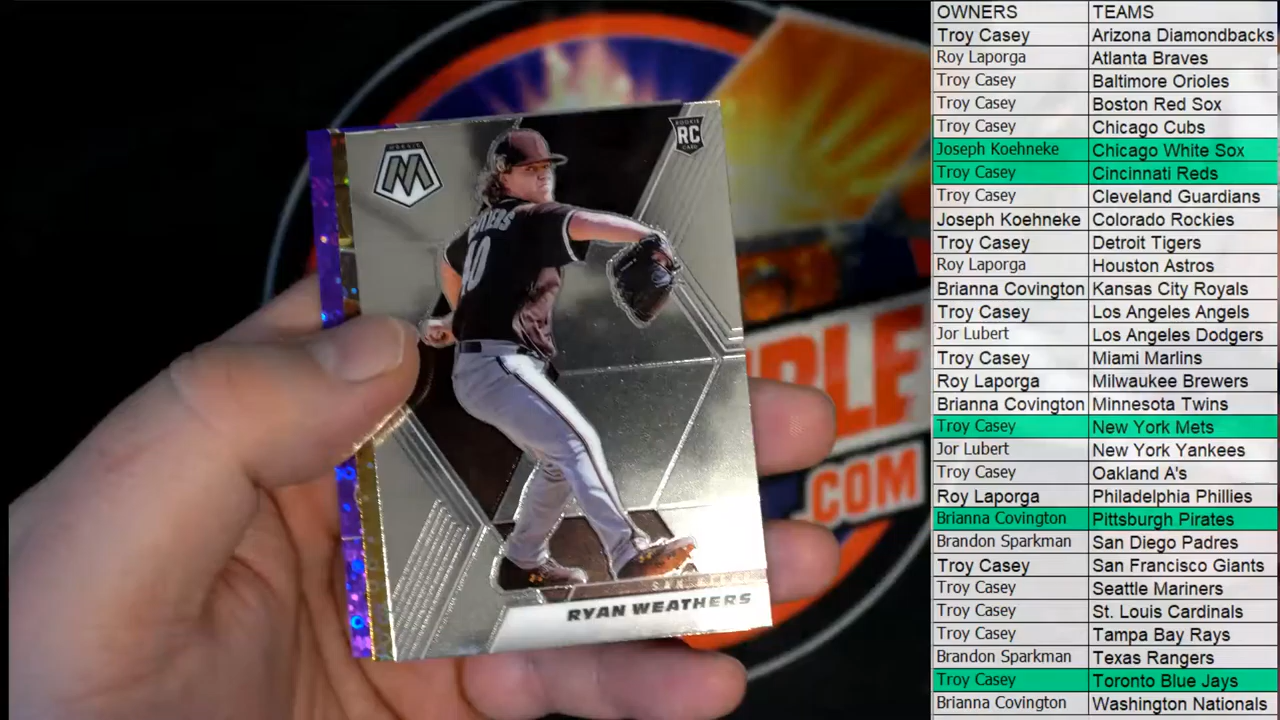 OWNERS TEAMS
Troy Casey Arizona Diamondbacks
Roy Laporga Atlanta Braves
Troy Casey Baltimore Orioles
Troy Casey Boston Red Sox
Troy Casey Chicago Cubs
Joseph Koehneke Chicago White Sox
Troy Casey Cincinnati Reds
Troy Casey Cleveland Guardians
Joseph Koehneke Colorado Rockies
Troy Casey Detroit Tigers
Roy Laporga Houston Astros
Brianna Covington Kansas City Royals
Troy Casey Los Angeles Angels
Jor Lubert Los Angeles Dodgers
Troy Casey Miami Marlins
Roy Laporga Milwaukee Brewers
Brianna Covington Minnesota Twins
Troy Casey New York Mets
Jor Lubert New York Yankees
Troy Casey Oakland A's
Roy Laporga Philadelphia Phillies
Brianna Covington Pittsburgh Pirates
Brandon Sparkman San Diego Padres
Troy Casey San Francisco Giants
Troy Casey Seattle Mariners
Troy Casey St. Louis Cardinals
Troy Casey Tampa Bay Rays
Brandon Sparkman Texas Rangers
Troy Casey Toronto Blue Jays
Brianna Covington Washington Nationals
MOSAIC
M
ROOKIE
RC
CARD
40
RYAN WEATHERS
.COM